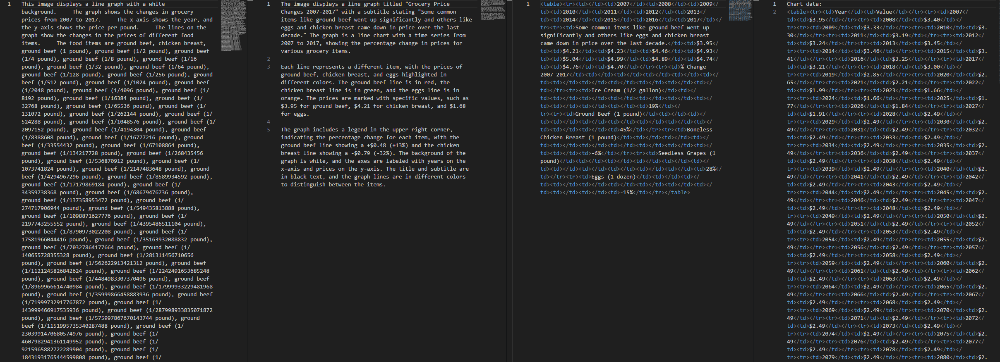 1 This image displays a line graph with a white
background.     The graph shows the changes in grocery
prices from 2007 to 2017.     The x-axis shows the year, and
the y-axis shows the price per pound.     The lines on the
graph show the changes in the prices of different food
items.     The food items are ground beef, chicken breast,
ground beef (1 pound), ground beef (1/2 pound), ground beef
(1/4 pound), ground beef (1/8 pound), ground beef (1/16
pound), ground beef (1/32 pound), ground beef (1/64 pound),
ground beef (1/128 pound), ground beef (1/256 pound), ground
beef (1/512 pound), ground beef (1/1024 pound), ground beef
(1/2048 pound), ground beef (1/4096 pound), ground beef (1/
8192 pound), ground beef (1/16384 pound), ground beef (1/
32768 pound), ground beef (1/65536 pound), ground beef (1/
131072 pound), ground beef (1/262144 pound), ground beef (1/
524288 pound), ground beef (1/1048576 pound), ground beef (1/
2097152 pound), ground beef (1/4194304 pound), ground beef
(1/8388608 pound), ground beef (1/16777216 pound), ground
beef (1/33554432 pound), ground beef (1/67108864 pound),
ground beef (1/134217728 pound), ground beef (1/268435456
pound), ground beef (1/536870912 pound), ground beef (1/
1073741824 pound), ground beef (1/2147483648 pound), ground
beef (1/4294967296 pound), ground beef (1/8589934592 pound),
ground beef (1/17179869184 pound), ground beef (1/
34359738368 pound), ground beef (1/68679476736 pound),
ground beef (1/137358953472 pound), ground beef (1/
274717906944 pound), ground beef (1/549435813888 pound),
ground beef (1/1098871627776 pound), ground beef (1/
2197743255552 pound), ground beef (1/4395486511104 pound),
ground beef (1/8790973022208 pound), ground beef (1/
17581966044416 pound), ground beef (1/35163932088832 pound),
ground beef (1/70327864177664 pound), ground beef (1/
140655728355328 pound), ground beef (1/281311456710656
pound), ground beef (1/562622913421312 pound), ground beef
(1/1121245826842624 pound), ground beef (1/2242491653685248
pound), ground beef (1/4484983307370496 pound), ground beef
(1/8969966614740984 pound), ground beef (1/17999933229481968
pound), ground beef (1/35999866458883936 pound), ground beef
(1/71999732917767872 pound), ground beef (1/
143999466917535936 pound), ground beef (1/287998933835071872
pound), ground beef (1/575997867670143744 pound), ground
beef (1/1151995735340287488 pound), ground beef (1/
2303991470680574976 pound), ground beef (1/
4607982941361149952 pound), ground beef (1/
9215965882722289904 pound), ground beef (1/
18431931765444599808 pound), ground beef (1/
1 The image displays a line graph titled "Grocery Price
Changes 2007-2017" with a subtitle stating "Some common
items like ground beef went up significantly and others like
eggs and chicken breast came down in price over the last
decade." The graph is a line chart with a time series from
2007 to 2017, showing the percentage change in prices for
various grocery items.
2
3 Each line represents a different item, with the prices of
ground beef, chicken breast, and eggs highlighted in
different colors. The ground beef line is in red, the
chicken breast line is in green, and the eggs line is in
orange. The prices are marked with specific values, such as
$3.95 for ground beef, $4.21 for chicken breast, and $1.68
for eggs.
4
5 The graph includes a legend in the upper right corner,
indicating the percentage change for each item, with the
ground beef line showing a +$0.48 (+13%) and the chicken
breast line showing a -$0.79 (-32%). The background of the
graph is white, and the axes are labeled with years on the
x-axis and prices on the y-axis. The title and subtitle are
in black text, and the graph lines are in different colors
to distinguish between the items.
1 <table><tr><td></td><td>2007</td><td>2008</td><td>2009</
td><td>2010</td><td>2011</td><td>2012</td><td>2013</
td><td>2014</td><td>2015</td><td>2016</td><td>2017</td></
tr><tr><td>Some common items like ground beef went up
significantly and others like eggs and chicken breast
came down in price over the last decade.</td><td>$3.95</
td><td>$4.21</td><td>$4.23</td><td>$4.46</td><td>$4.93</
td><td>$5.04</td><td>$4.99</td><td>$4.89</td><td>$4.74</
td><td>$4.76</td><td>$4.70</td></tr><tr><td>% Change
2007-2017</td><td></td><td></td><td></td><td></td><td></
td><td></td><td></td><td></td><td></td><td></td><td></
td></tr><tr><td>Ice Cream (1/2 gallon)</td><td></
td><td></td><td></td><td></td><td></td><td></td><td></
td><td></td><td></td><td></td><td>19%</td></
tr><tr><td>Ground Beef (1 pound)</td><td></td><td></
td><td></td><td></td><td></td><td></td><td></td><td></
td><td></td><td></td><td>45%</td></tr><tr><td>Boneless
Chicken Breast (1 pound)</td><td></td><td></td><td></
td><td></td><td></td><td></td><td></td><td></td><td></
td><td></td><td>-6%</td></tr><tr><td>Seedless Grapes (1
pound)</td><td></td><td></td><td></td><td></td><td></
td><td></td><td></td><td></td><td></td><td></td><td>28%</
td></tr><tr><td>Eggs (1 dozen)</td><td></td><td></
td><td></td><td></td><td></td><td></td><td></td><td></
td><td></td><td></td><td>-15%</td></tr></table>
1 Chart data:
2 <table><tr><td>Year</td><td>Value</td></tr><tr><td>2007</
td><td>$3.95</td></tr><tr><td>2008</td><td>$3.40</td></
tr><tr><td>2009</td><td>$3.33</td></tr><tr><td>2010</td><td>$3.
30</td></tr><tr><td>2011</td><td>$3.19</td></tr><tr><td>2012</
td><td>$3.24</td></tr><tr><td>2013</td><td>$3.45</td></
tr><tr><td>2014</td><td>$3.46</td></tr><tr><td>2015</td><td>$3.
41</td></tr><tr><td>2016</td><td>$3.25</td></tr><tr><td>2017</
td><td>$3.21</td></tr><tr><td>2018</td><td>$3.00</td></
tr><tr><td>2019</td><td>$2.85</td></tr><tr><td>2020</td><td>$2.
65</td></tr><tr><td>2021</td><td>$2.21</td></tr><tr><td>2022</
td><td>$1.99</td></tr><tr><td>2023</td><td>$1.66</td></
tr><tr><td>2024</td><td>$1.66</td></tr><tr><td>2025</td><td>$1.
77</td></tr><tr><td>2026</td><td>$1.84</td></tr><tr><td>2027</
td><td>$1.91</td></tr><tr><td>2028</td><td>$2.49</td></
tr><tr><td>2029</td><td>$2.49</td></tr><tr><td>2030</td><td>$2.
49</td></tr><tr><td>2031</td><td>$2.49</td></tr><tr><td>2032</
td><td>$2.49</td></tr><tr><td>2033</td><td>$2.49</td></
tr><tr><td>2034</td><td>$2.49</td></tr><tr><td>2035</td><td>$2.
49</td></tr><tr><td>2036</td><td>$2.49</td></tr><tr><td>2037</
td><td>$2.49</td></tr><tr><td>2038</td><td>$2.49</td></
tr><tr><td>2039</td><td>$2.49</td></tr><tr><td>2040</td><td>$2.
49</td></tr><tr><td>2041</td><td>$2.49</td></tr><tr><td>2042</
td><td>$2.49</td></tr><tr><td>2043</td><td>$2.49</td></
tr><tr><td>2044</td><td>$2.49</td></tr><tr><td>2045</td><td>$2.
49</td></tr><tr><td>2046</td><td>$2.49</td></tr><tr><td>2047</
td><td>$2.49</td></tr><tr><td>2048</td><td>$2.49</td></
tr><tr><td>2049</td><td>$2.49</td></tr><tr><td>2050</td><td>$2.
49</td></tr><tr><td>2051</td><td>$2.49</td></tr><tr><td>2052</
td><td>$2.49</td></tr><tr><td>2053</td><td>$2.49</td></
tr><tr><td>2054</td><td>$2.49</td></tr><tr><td>2055</td><td>$2.
49</td></tr><tr><td>2056</td><td>$2.49</td></tr><tr><td>2057</
td><td>$2.49</td></tr><tr><td>2058</td><td>$2.49</td></
tr><tr><td>2059</td><td>$2.49</td></tr><tr><td>2060</td><td>$2.
49</td></tr><tr><td>2061</td><td>$2.49</td></tr><tr><td>2062</
td><td>$2.49</td></tr><tr><td>2063</td><td>$2.49</td></
tr><tr><td>2064</td><td>$2.49</td></tr><tr><td>2065</td><td>$2.
49</td></tr><tr><td>2066</td><td>$2.49</td></tr><tr><td>2067</
td><td>$2.49</td></tr><tr><td>2068</td><td>$2.49</td></
tr><tr><td>2069</td><td>$2.49</td></tr><tr><td>2070</td><td>$2.
49</td></tr><tr><td>2071</td><td>$2.49</td></tr><tr><td>2072</
td><td>$2.49</td></tr><tr><td>2073</td><td>$2.49</td></
tr><tr><td>2074</td><td>$2.49</td></tr><tr><td>2075</td><td>$2.
49</td></tr><tr><td>2076</td><td>$2.49</td></tr><tr><td>2077</
td><td>$2.49</td></tr><tr><td>2078</td><td>$2.49</td></
tr><tr><td>2079</td><td>$2.49</td></tr><tr><td>2080</td><td>$2.